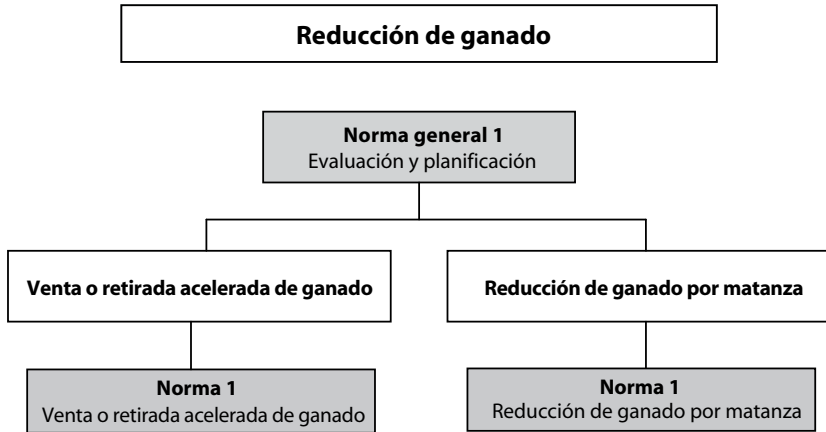 Reducción de ganado
Norma general 1
Evaluación y planificación
Venta o retirada acelerada de ganado
Reducción de ganado por matanza
Norma 1
Venta o retirada acelerada de ganado
Norma 1
Reducción de ganado por matanza